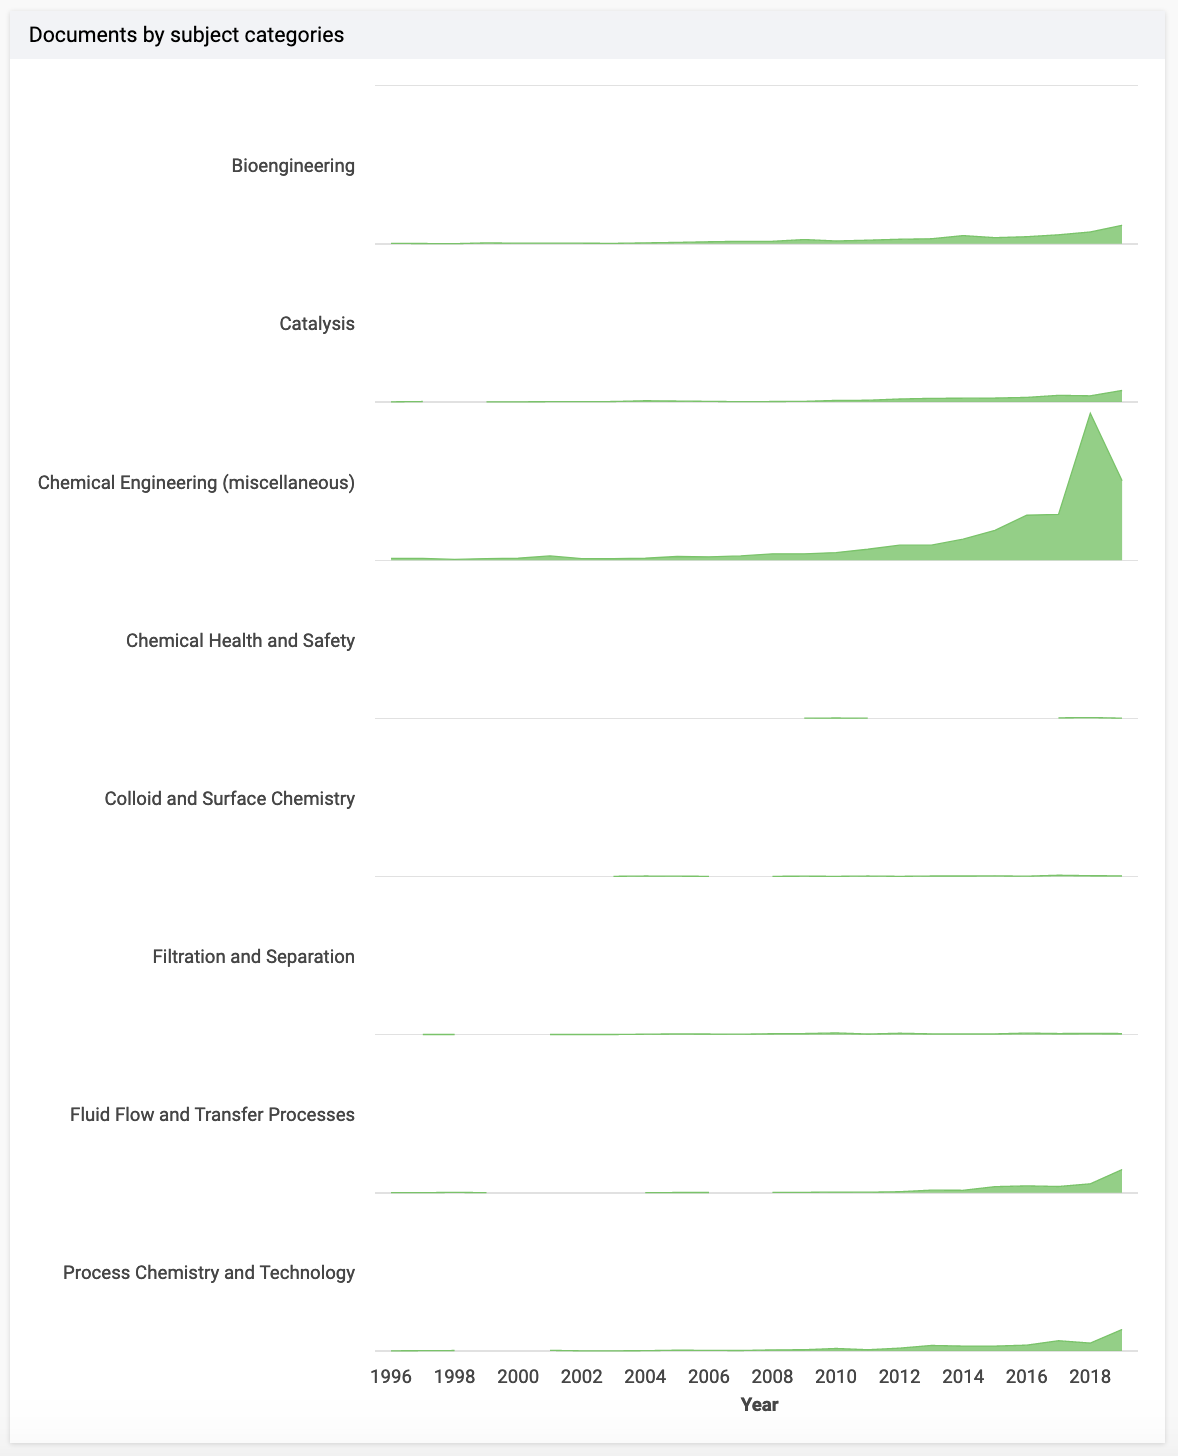 Documents by subject categories
Bioengineering
Catalysis
Chemical Engineering (miscellaneous)
Chemical Health and Safety
Colloid and Surface Chemistry
Filtration and Separation
Fluid Flow and Transfer Processes
Process Chemistry and Technology
1996 1998 2000 2002 2004 2006 2008 2010 2012 2014 2016 2018
Year